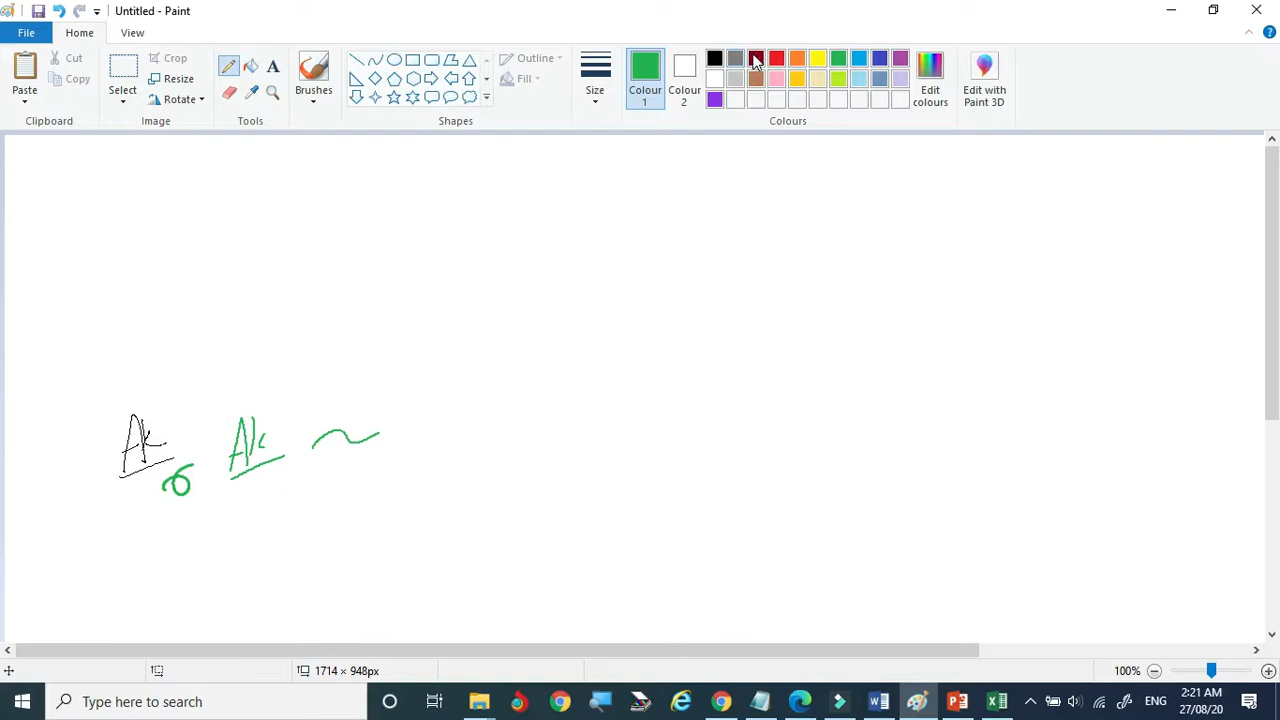 Untitled - Paint
File Home View
Paste Cut Copy Select Crop Resize Rotate A Brushes Outline Fill Size Colour 1 Colour 2 Edit colours Edit with Paint 3D
Clipboard Image Tools Shapes Colours
Ak Ak
1714 × 948px 100%
Type here to search ENG 2:21 AM
27/08/20